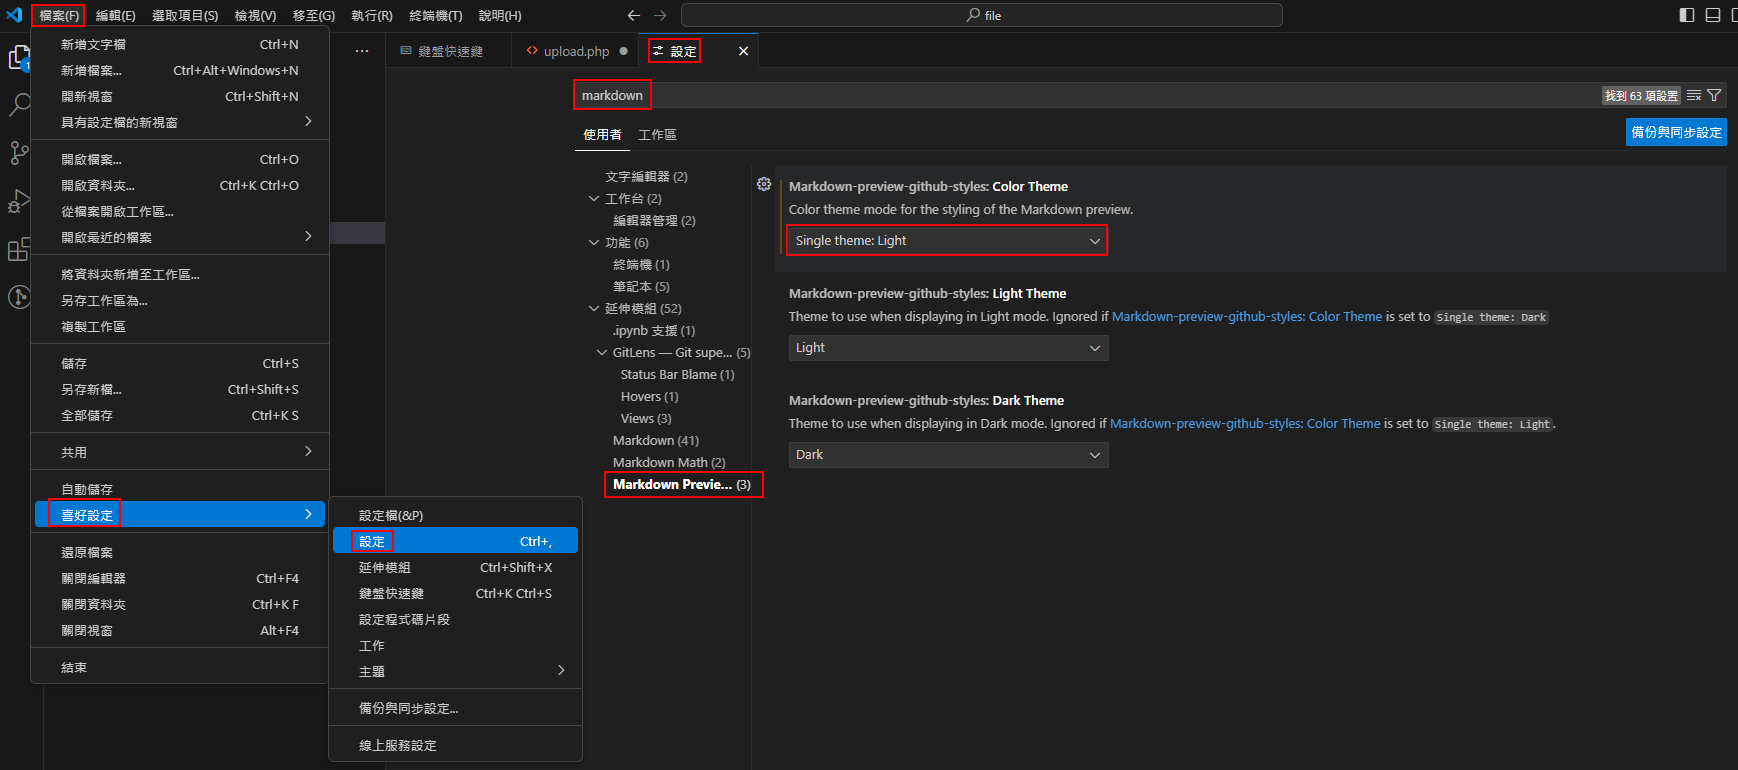 檔案(F) 編輯(E) 選取項目(S) 檢視(V) 移至(G) 執行(R) 終端機(T) 說明(H) file
新增文字檔 Ctrl+N
新增檔案... Ctrl+Alt+Windows+N
開新視窗 Ctrl+Shift+N
具有設定檔的新視窗
開啟檔案... Ctrl+O
開啟資料夾... Ctrl+K Ctrl+O
從檔案開啟工作區...
開啟最近的檔案
將資料夾新增至工作區...
另存工作區為...
複製工作區
儲存 Ctrl+S
另存新檔... Ctrl+Shift+S
全部儲存 Ctrl+K S
共用
自動儲存
喜好設定
還原檔案
關閉編輯器 Ctrl+F4
關閉資料夾 Ctrl+K F
關閉視窗 Alt+F4
結束
設定檔(&P)
設定 Ctrl+,
延伸模組 Ctrl+Shift+X
鍵盤快速鍵 Ctrl+K Ctrl+S
設定程式碼片段
工作
主題
備份與同步設定...
線上服務設定
1
... 鍵盤快速鍵 upload.php 設定
markdown 找到 63 項設置
使用者 工作區 備份與同步設定
文字編輯器 (2)
工作台 (2)
編輯器管理 (2)
功能 (6)
終端機 (1)
筆記本 (5)
延伸模組 (52)
.ipynb 支援 (1)
GitLens — Git supe... (5)
Status Bar Blame (1)
Hovers (1)
Views (3)
Markdown (41)
Markdown Math (2)
Markdown Previe... (3)
Markdown-preview-github-styles: Color Theme
Color theme mode for the styling of the Markdown preview.
Single theme: Light
Markdown-preview-github-styles: Light Theme
Theme to use when displaying in Light mode. Ignored if Markdown-preview-github-styles: Color Theme is set to Single theme: Dark
Light
Markdown-preview-github-styles: Dark Theme
Theme to use when displaying in Dark mode. Ignored if Markdown-preview-github-styles: Color Theme is set to Single theme: Light.
Dark